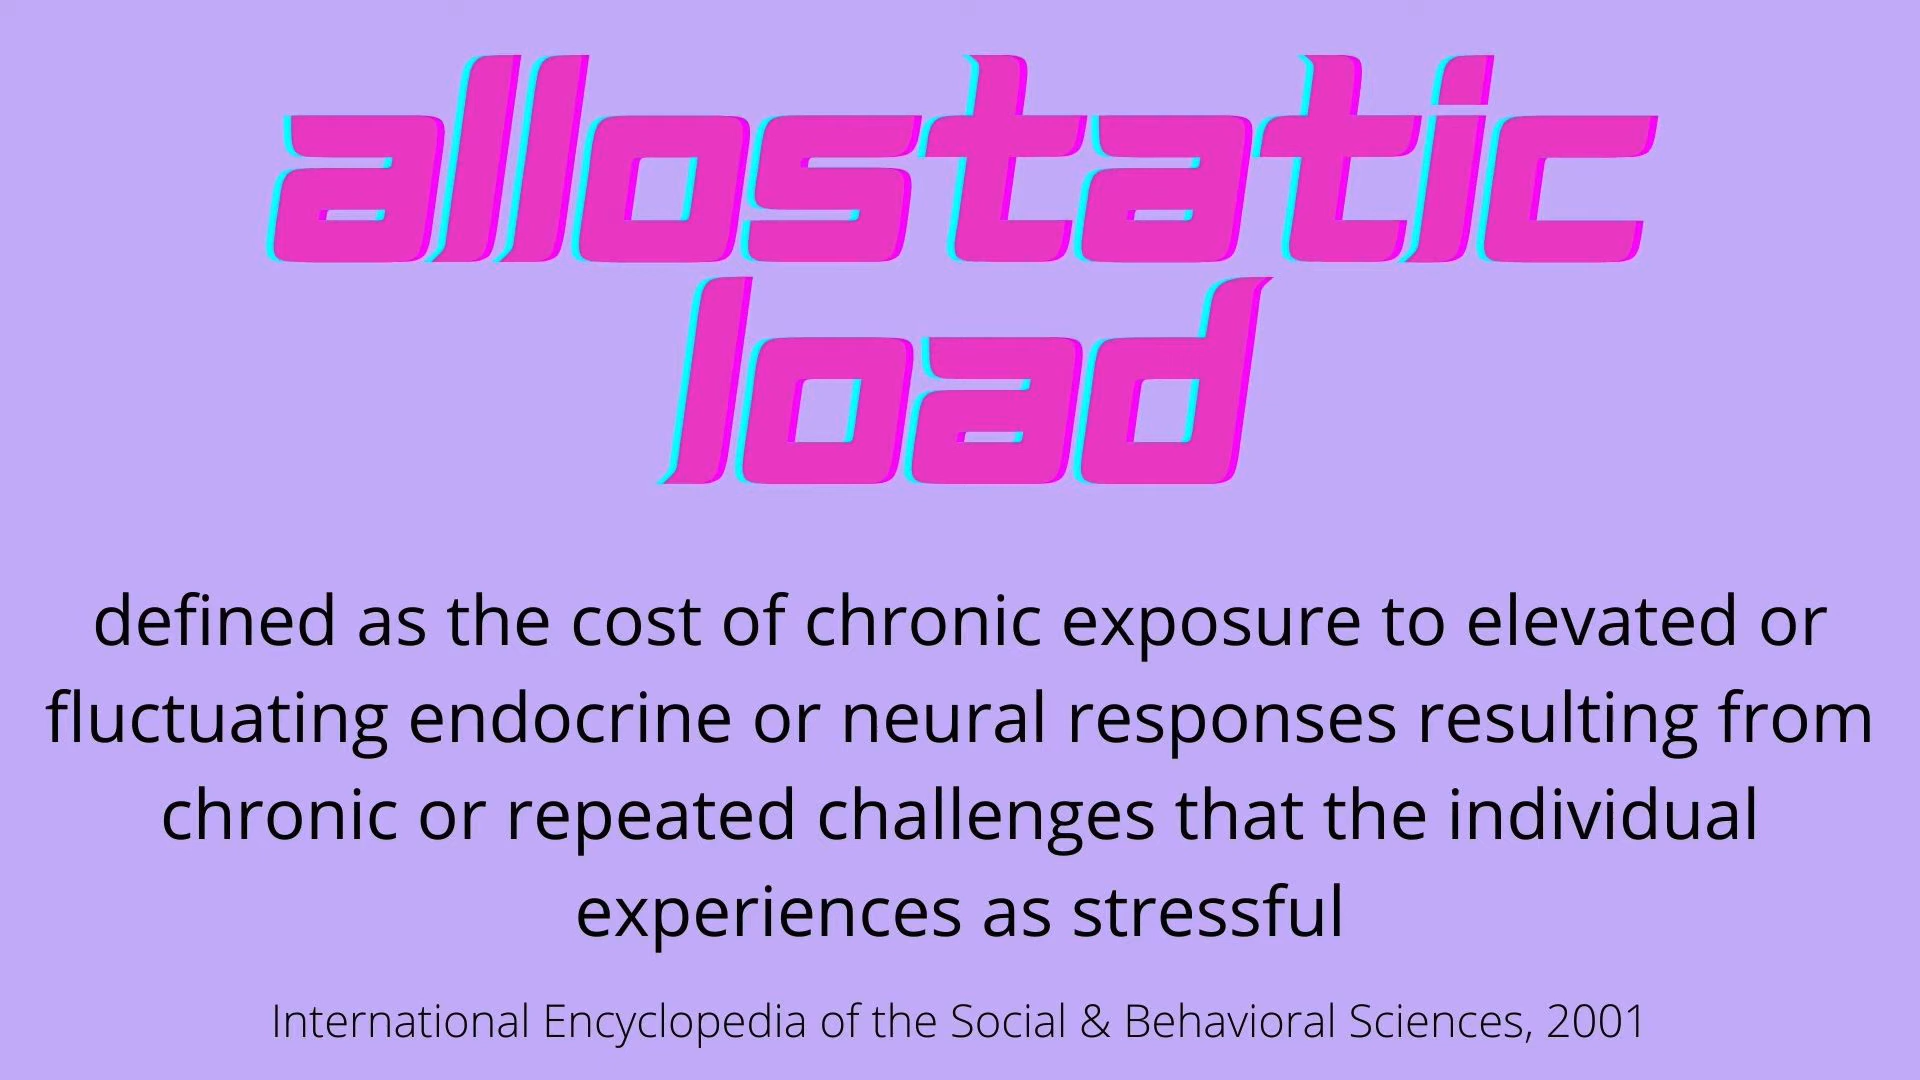 allostatic
load
defined as the cost of chronic exposure to elevated or
fluctuating endocrine or neural responses resulting from
chronic or repeated challenges that the individual
experiences as stressful
International Encyclopedia of the Social & Behavioral Sciences, 2001